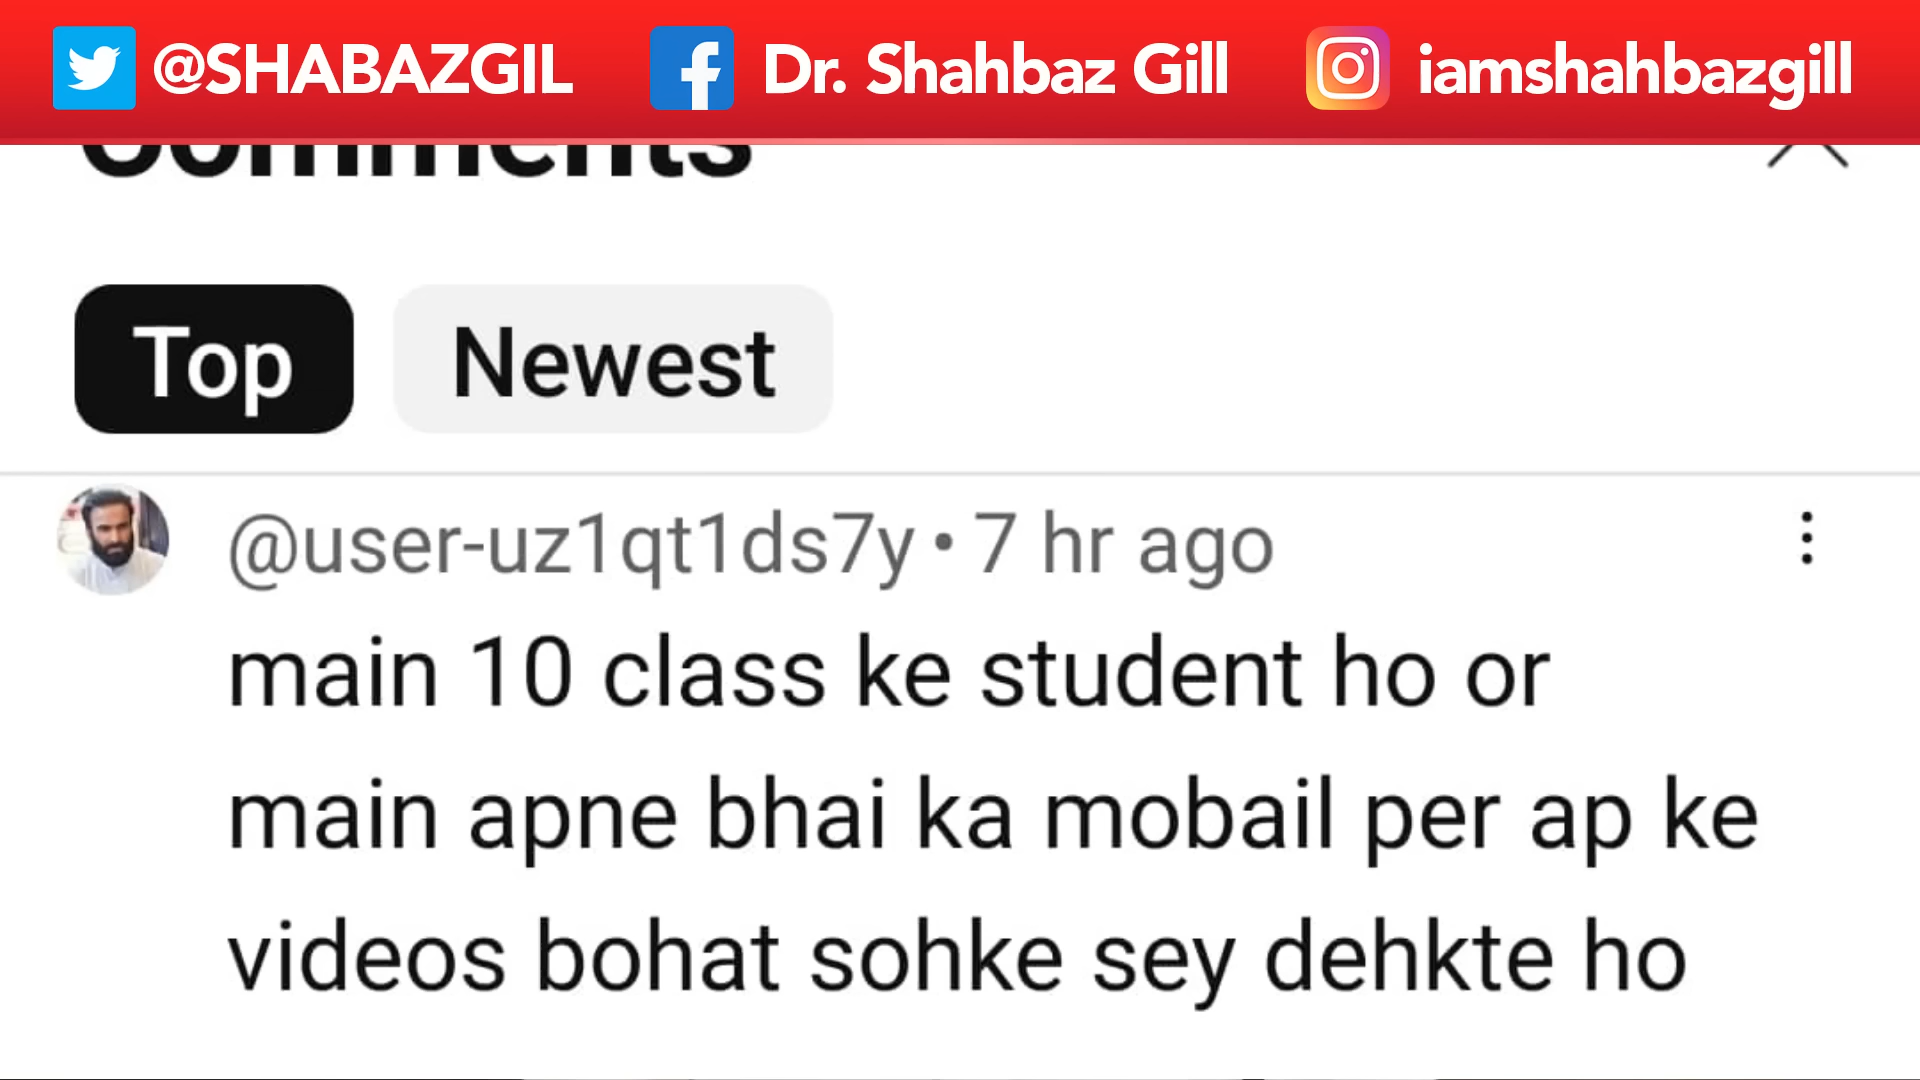 @SHABAZGIL Dr. Shahbaz Gill iamshahbazgill
Comments
Top Newest
@user-uz1qt1ds7y • 7 hr ago
main 10 class ke student ho or
main apne bhai ka mobail per ap ke
videos bohat sohke sey dehkte ho